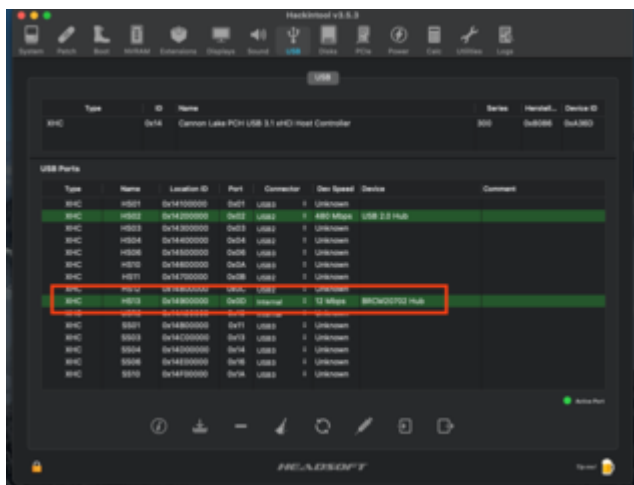 Hackintool v3.5.3
System Patch Boot NVRAM Extensions Displays Sound USB Disks PCIe Power Calc Utilities Logs
USB
Type ID Name Series Device ID
XHC 0x14 Cannon Lake PCH USB 3.1 xHCI Host Controller 300 0x8086 0xA36D
USB Ports
Type Name Location ID Port Connector Dev Speed Device Comment
XHC HS01 0x14100000 0x01 USB3 Unknown
XHC HS02 0x14200000 0x02 480 Mbps USB 2.0 Hub
XHC HS03 0x14300000 0x03 Unknown
XHC HS04 0x14400000 0x04 Unknown
XHC HS06 0x14500000 0x06 Unknown
XHC HS10 0x14600000 0x0A Unknown
XHC HS11 0x14700000 0x0B Unknown
XHC HS12 Unknown
XHC HS13 0x14900000 0x0D Internal 12 Mbps BRCM20702 Hub
XHC SS01 0x14B00000 0x11 USB3 Unknown
XHC SS03 0x14C00000 0x13 USB3 Unknown
XHC SS04 0x14D00000 0x14 USB3 Unknown
XHC SS06 0x14E00000 0x16 USB3 Unknown
XHC SS10 0x14F00000 0x1A USB3 Unknown
Active Port
HEADSOFT